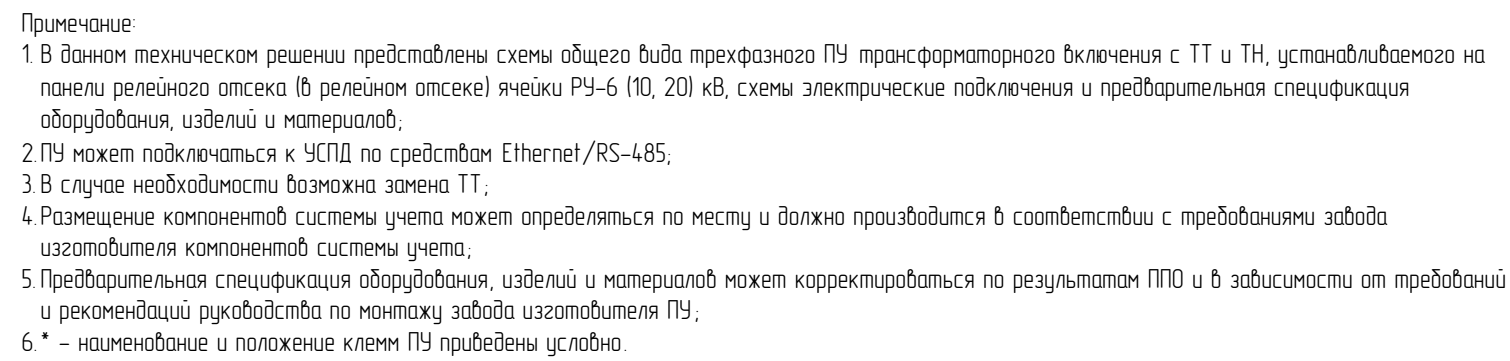 Примечание:
1. В данном техническом решении представлены схемы общего вида трехфазного ПУ трансформаторного включения с ТТ и ТН, устанавливаемого на
панели релейного отсека (в релейном отсеке) ячейки РУ-6 (10, 20) кВ, схемы электрические подключения и предварительная спецификация
оборудования, изделий и материалов;
2. ПУ может подключаться к УСПД по средствам Ethernet/RS-485;
3. В случае необходимости возможна замена ТТ;
4. Размещение компонентов системы учета может определяться по месту и должно производится в соответствии с требованиями завода
изготовителя компонентов системы учета;
5. Предварительная спецификация оборудования, изделий и материалов может корректироваться по результатам ППО и в зависимости от требований
и рекомендаций руководства по монтажу завода изготовителя ПУ;
6. * - наименование и положение клемм ПУ приведены условно.